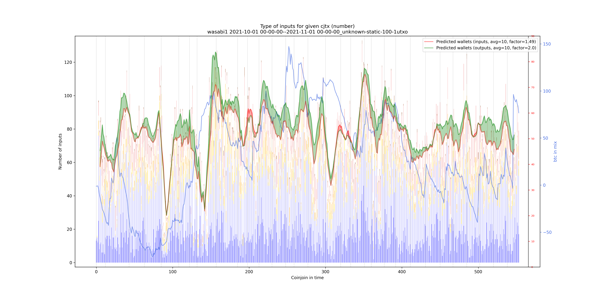 Type of inputs for given cjtx (number)
wasabi1 2021-10-01 00-00-00--2021-11-01 00-00-00_unknown-static-100-1utxo
Predicted wallets (inputs, avg=10, factor=1.49)
Predicted wallets (outputs, avg=10, factor=2.0)
Number of inputs
120
100
80
60
40
20
0
0
100
200
300
400
500
Coinjoin in time
150
100
50
0
−50
btc in mix